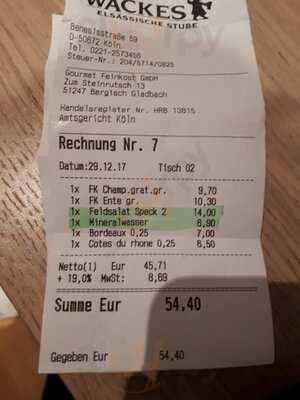 WACKES
ELSÄSSISCHE STUBE
Benesisstraße 59
D-50672 Köln
Tel. 0221-2573456
Steuer-Nr.: 204/5714/0825
Gourmet Feinkost GmbH
Zum Steinrutsch 13
51247 Bergisch Gladbach
Handelsregister Nr. HRB 13815
Amtsgericht Köln
Rechnung Nr. 7
Datum:29.12.17 Tisch 02
1x FK Champ.grat.gr. 9,70
1x FK Ente gr. 10,30
1x Feldsalat Speck 2 14,00
1x Mineralwasser 6,90
1x Bordeaux 0,25 7,00
1x Cotes du rhone 0,25 6,50
Netto(1) Eur 45,71
+ 19,0% MwSt: 8,69
Summe Eur 54,40
Gegeben Eur 54,40